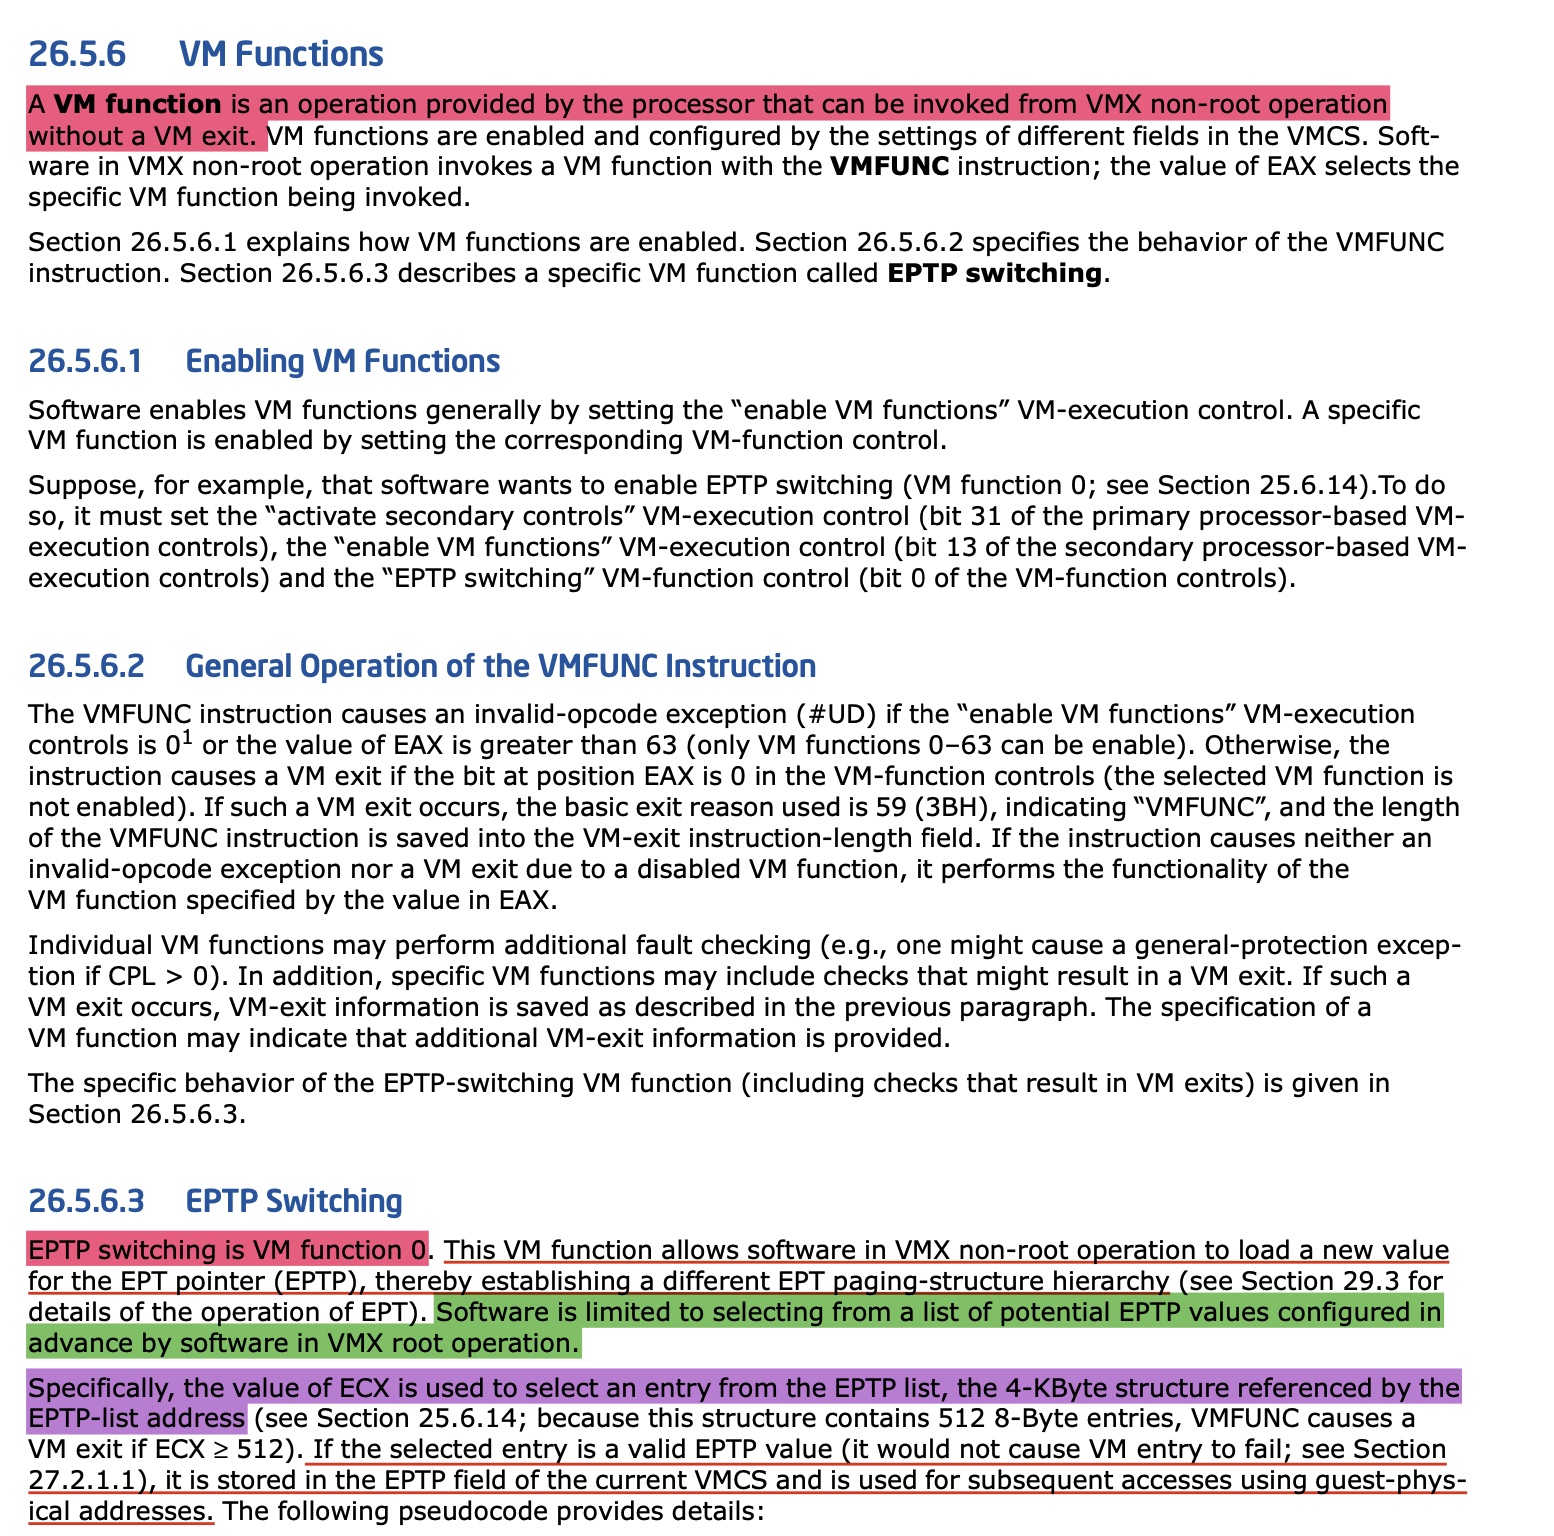 26.5.6 VM Functions
A VM function is an operation provided by the processor that can be invoked from VMX non-root operation
without a VM exit. VM functions are enabled and configured by the settings of different fields in the VMCS. Soft-
ware in VMX non-root operation invokes a VM function with the VMFUNC instruction; the value of EAX selects the
specific VM function being invoked.
Section 26.5.6.1 explains how VM functions are enabled. Section 26.5.6.2 specifies the behavior of the VMFUNC
instruction. Section 26.5.6.3 describes a specific VM function called EPTP switching.
26.5.6.1 Enabling VM Functions
Software enables VM functions generally by setting the “enable VM functions” VM-execution control. A specific
VM function is enabled by setting the corresponding VM-function control.
Suppose, for example, that software wants to enable EPTP switching (VM function 0; see Section 25.6.14).To do
so, it must set the “activate secondary controls” VM-execution control (bit 31 of the primary processor-based VM-
execution controls), the “enable VM functions” VM-execution control (bit 13 of the secondary processor-based VM-
execution controls) and the “EPTP switching” VM-function control (bit 0 of the VM-function controls).
26.5.6.2 General Operation of the VMFUNC Instruction
The VMFUNC instruction causes an invalid-opcode exception (#UD) if the “enable VM functions” VM-execution
controls is 0¹ or the value of EAX is greater than 63 (only VM functions 0–63 can be enable). Otherwise, the
instruction causes a VM exit if the bit at position EAX is 0 in the VM-function controls (the selected VM function is
not enabled). If such a VM exit occurs, the basic exit reason used is 59 (3BH), indicating “VMFUNC”, and the length
of the VMFUNC instruction is saved into the VM-exit instruction-length field. If the instruction causes neither an
invalid-opcode exception nor a VM exit due to a disabled VM function, it performs the functionality of the
VM function specified by the value in EAX.
Individual VM functions may perform additional fault checking (e.g., one might cause a general-protection excep-
tion if CPL > 0). In addition, specific VM functions may include checks that might result in a VM exit. If such a
VM exit occurs, VM-exit information is saved as described in the previous paragraph. The specification of a
VM function may indicate that additional VM-exit information is provided.
The specific behavior of the EPTP-switching VM function (including checks that result in VM exits) is given in
Section 26.5.6.3.
26.5.6.3 EPTP Switching
EPTP switching is VM function 0. This VM function allows software in VMX non-root operation to load a new value
for the EPT pointer (EPTP), thereby establishing a different EPT paging-structure hierarchy (see Section 29.3 for
details of the operation of EPT). Software is limited to selecting from a list of potential EPTP values configured in
advance by software in VMX root operation.
Specifically, the value of ECX is used to select an entry from the EPTP list, the 4-KByte structure referenced by the
EPTP-list address (see Section 25.6.14; because this structure contains 512 8-Byte entries, VMFUNC causes a
VM exit if ECX ≥ 512). If the selected entry is a valid EPTP value (it would not cause VM entry to fail; see Section
27.2.1.1), it is stored in the EPTP field of the current VMCS and is used for subsequent accesses using guest-phys-
ical addresses. The following pseudocode provides details: